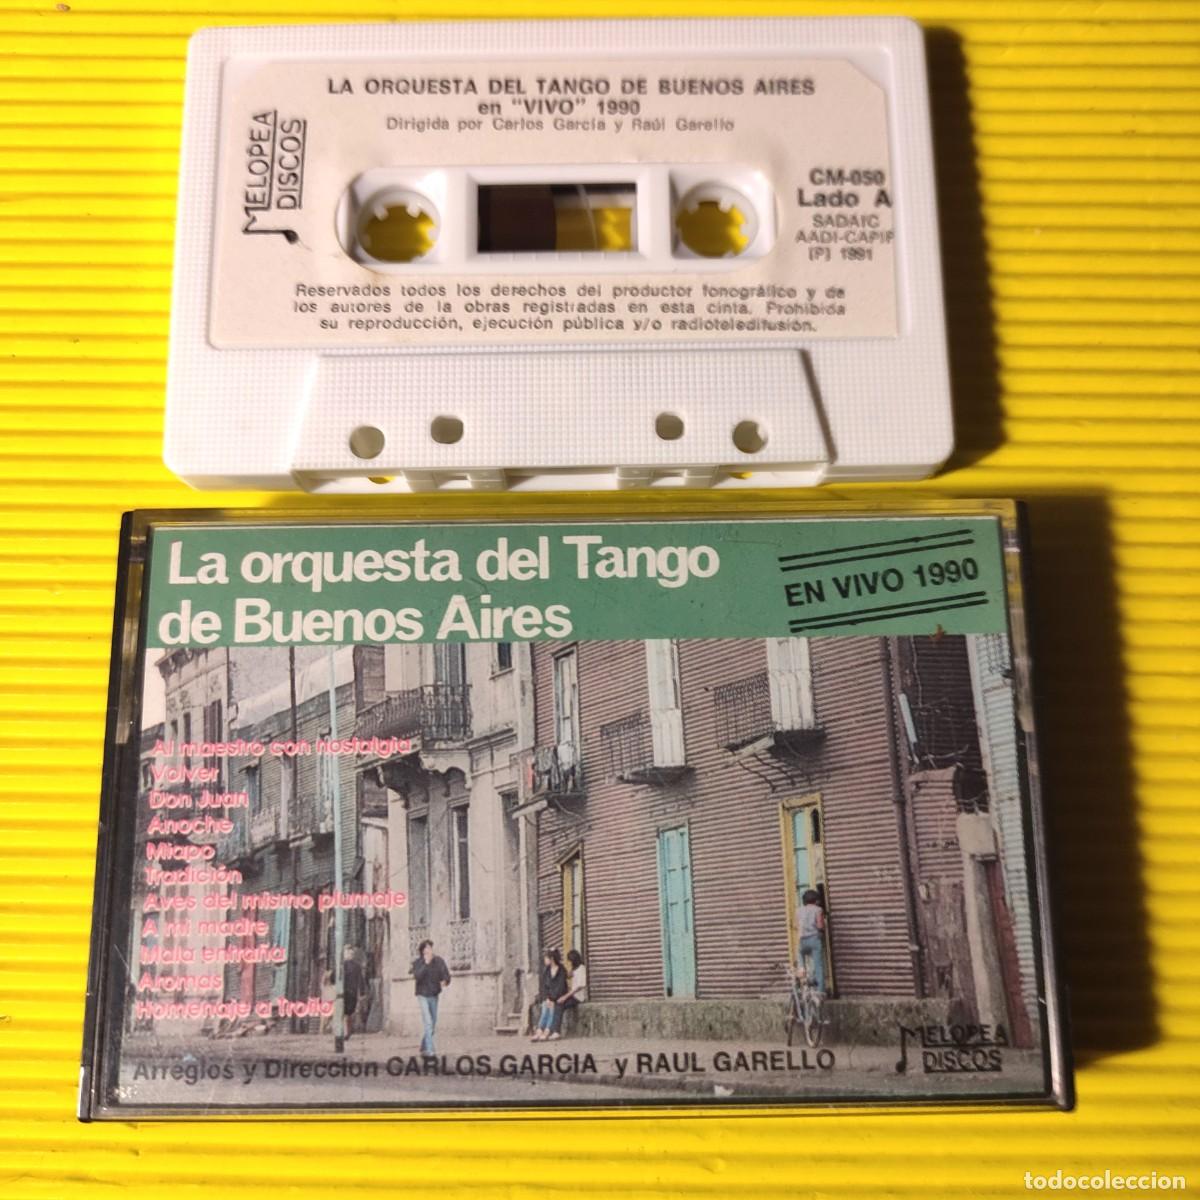 LA ORQUESTA DEL TANGO DE BUENOS AIRES
en "VIVO" 1990
Dirigida por Carlos García y Raúl Garello
MELOPEA
DISCOS
CM-050
Lado A
SADAIC
AADI-CAPIF
(P) 1991
Reservados todos los derechos del productor fonográfico y de
los autores de la obras registradas en esta cinta. Prohibida
su reproducción, ejecución pública y/o radioteledifusión.
La orquesta del Tango
de Buenos Aires
EN VIVO 1990
Al maestro con nostalgia
Volver
Don Juan
Anoche
Miapo
Tradición
Aves del mismo plumaje
A mi madre
Mala entraña
Aromas
Homenaje a Troilo
Arreglos y Direccion CARLOS GARCIA y RAUL GARELLO
MELOPEA
DISCOS
todocoleccion